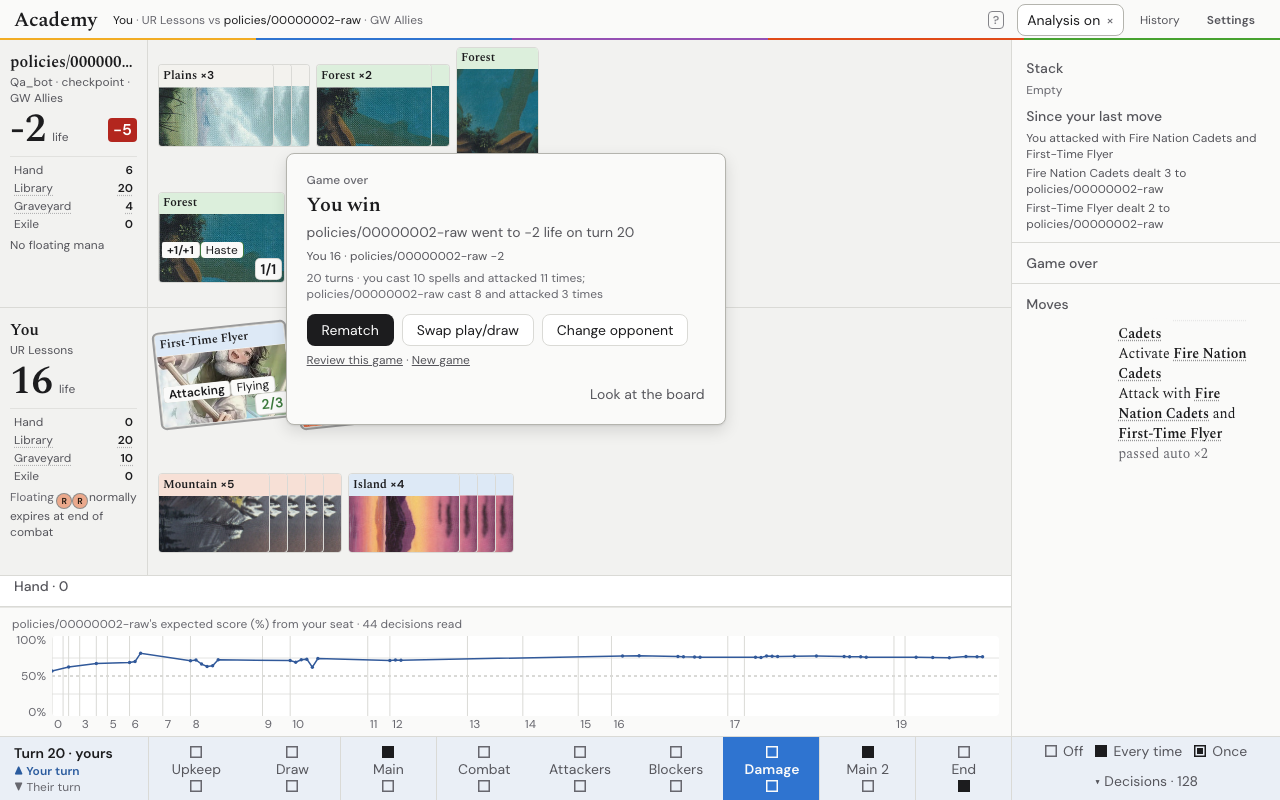 Academy
You · UR Lessons vs policies/00000002-raw · GW Allies
?
Analysis on ×
History
Settings
policies/000000...
Qa_bot · checkpoint ·
GW Allies
-2 life
-5
Hand 6
Library 20
Graveyard 4
Exile 0
No floating mana
Plains ×3
Forest ×2
Forest
Forest
+1/+1 Haste
1/1
Game over
You win
policies/00000002-raw went to -2 life on turn 20
You 16 · policies/00000002-raw -2
20 turns · you cast 10 spells and attacked 11 times;
policies/00000002-raw cast 8 and attacked 3 times
Rematch
Swap play/draw
Change opponent
Review this game · New game
Look at the board
You
UR Lessons
16 life
Hand 0
Library 20
Graveyard 10
Exile 0
Floating R R normally
expires at end of
combat
First-Time Flyer
Attacking Flying
2/3
Mountain ×5
Island ×4
Hand · 0
policies/00000002-raw's expected score (%) from your seat · 44 decisions read
100%
50%
0%
0 3 5 6 7 8 9 10 11 12 13 14 15 16 17 19
Stack
Empty
Since your last move
You attacked with Fire Nation Cadets and
First-Time Flyer
Fire Nation Cadets dealt 3 to
policies/00000002-raw
First-Time Flyer dealt 2 to
policies/00000002-raw
Game over
Moves
Cadets
Activate Fire Nation
Cadets
Attack with Fire
Nation Cadets and
First-Time Flyer
passed auto ×2
Turn 20 · yours
▲ Your turn
▼ Their turn
Upkeep
Draw
Main
Combat
Attackers
Blockers
Damage
Main 2
End
Off
Every time
Once
▾ Decisions · 128